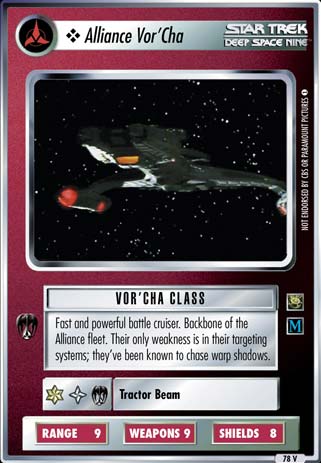 ❖ Alliance Vor'Cha
STAR TREK
DEEP SPACE NINE™
NOT ENDORSED BY CBS OR PARAMOUNT PICTURES 1
VOR'CHA CLASS
Fast and powerful battle cruiser. Backbone of the
Alliance fleet. Their only weakness is in their targeting
systems; they've been known to chase warp shadows.
M
Tractor Beam
RANGE 9 WEAPONS 9 SHIELDS 8
78 V